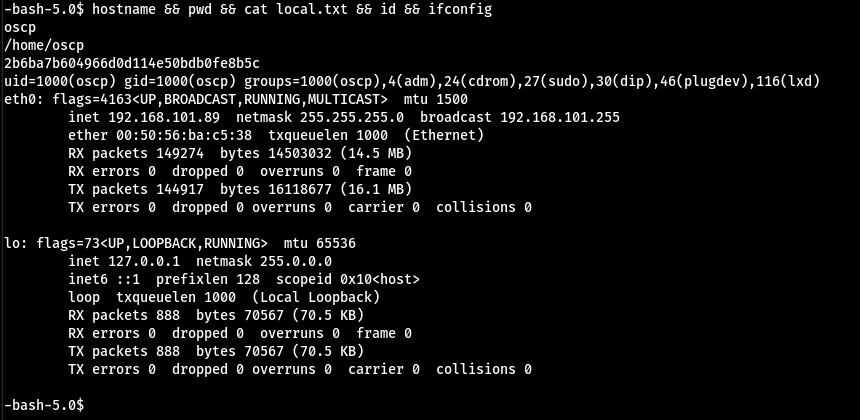 -bash-5.0$ hostname && pwd && cat local.txt && id && ifconfig
oscp
/home/oscp
2b6ba7b604966d0d114e50bdb0fe8b5c
uid=1000(oscp) gid=1000(oscp) groups=1000(oscp),4(adm),24(cdrom),27(sudo),30(dip),46(plugdev),116(lxd)
eth0: flags=4163<UP,BROADCAST,RUNNING,MULTICAST>  mtu 1500
        inet 192.168.101.89  netmask 255.255.255.0  broadcast 192.168.101.255
        ether 00:50:56:ba:c5:38  txqueuelen 1000  (Ethernet)
        RX packets 149274  bytes 14503032 (14.5 MB)
        RX errors 0  dropped 0  overruns 0  frame 0
        TX packets 144917  bytes 16118677 (16.1 MB)
        TX errors 0  dropped 0 overruns 0  carrier 0  collisions 0

lo: flags=73<UP,LOOPBACK,RUNNING>  mtu 65536
        inet 127.0.0.1  netmask 255.0.0.0
        inet6 ::1  prefixlen 128  scopeid 0x10<host>
        loop  txqueuelen 1000  (Local Loopback)
        RX packets 888  bytes 70567 (70.5 KB)
        RX errors 0  dropped 0  overruns 0  frame 0
        TX packets 888  bytes 70567 (70.5 KB)
        TX errors 0  dropped 0 overruns 0  carrier 0  collisions 0

-bash-5.0$